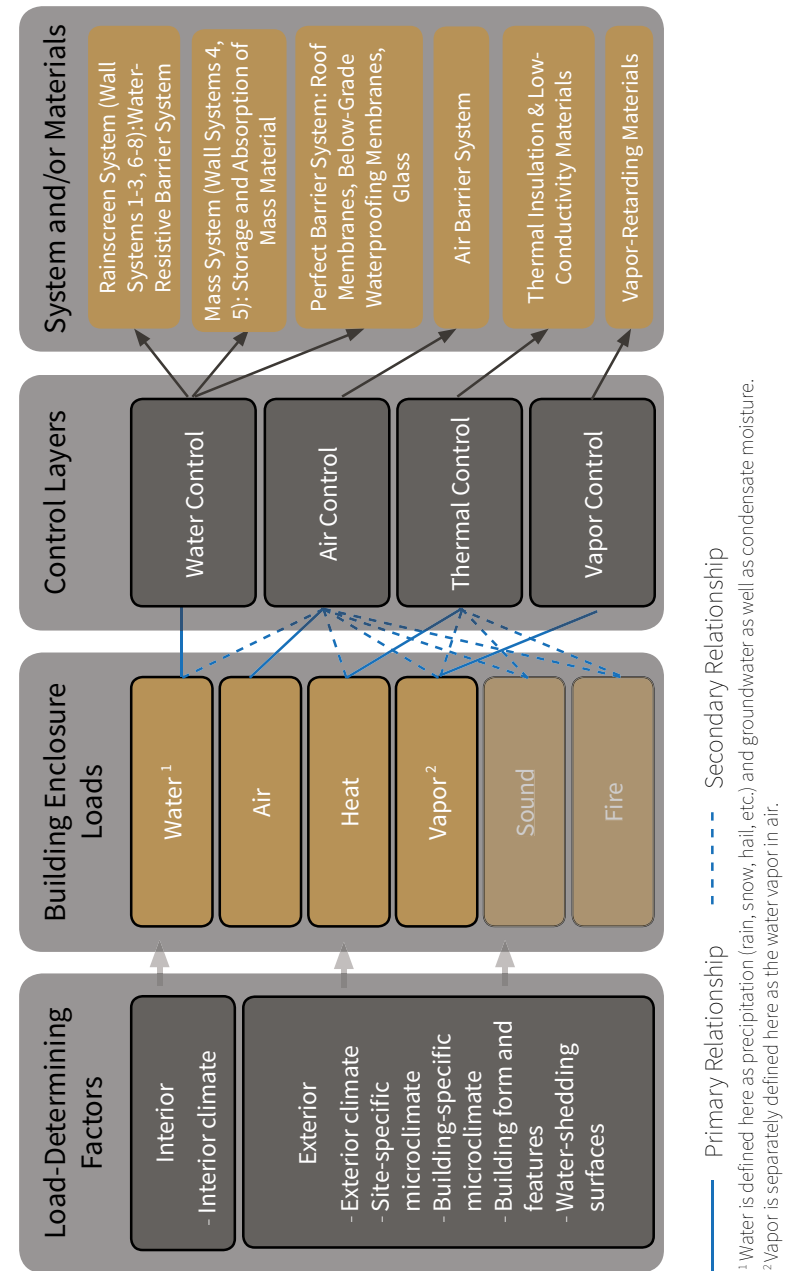 Load-Determining
Factors
Interior
- Interior climate
Exterior
- Exterior climate
- Site-specific
microclimate
- Building-specific
microclimate
- Building form and
features
- Water-shedding
surfaces
Building Enclosure
Loads
Water 1
Air
Heat
Vapor 2
Sound
Fire
Control Layers
Water Control
Air Control
Thermal Control
Vapor Control
System and/or Materials
Rainscreen System (Wall
Systems 1-3, 6-8):Water-
Resistive Barrier System
Mass System (Wall Systems 4,
5): Storage and Absorption of
Mass Material
Perfect Barrier System: Roof
Membranes, Below-Grade
Waterproofing Membranes,
Glass
Air Barrier System
Thermal Insulation & Low-
Conductivity Materials
Vapor-Retarding Materials
Primary Relationship
Secondary Relationship
1 Water is defined here as precipitation (rain, snow, hail, etc.) and groundwater as well as condensate moisture.
2 Vapor is separately defined here as the water vapor in air.